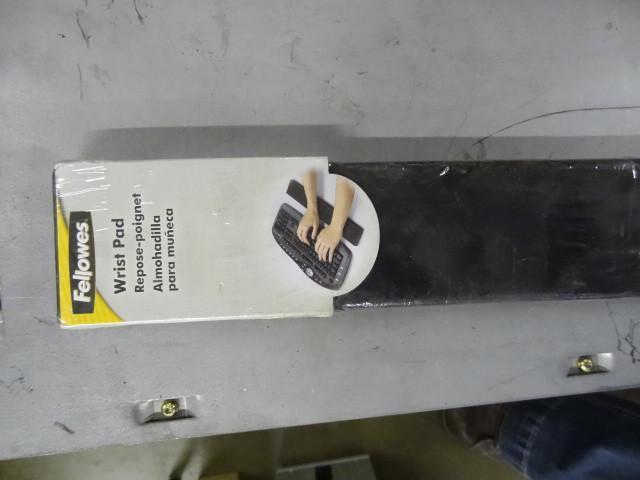 Fellowes
Wrist Pad
Repose-poignet
Almohadilla
para muñeca